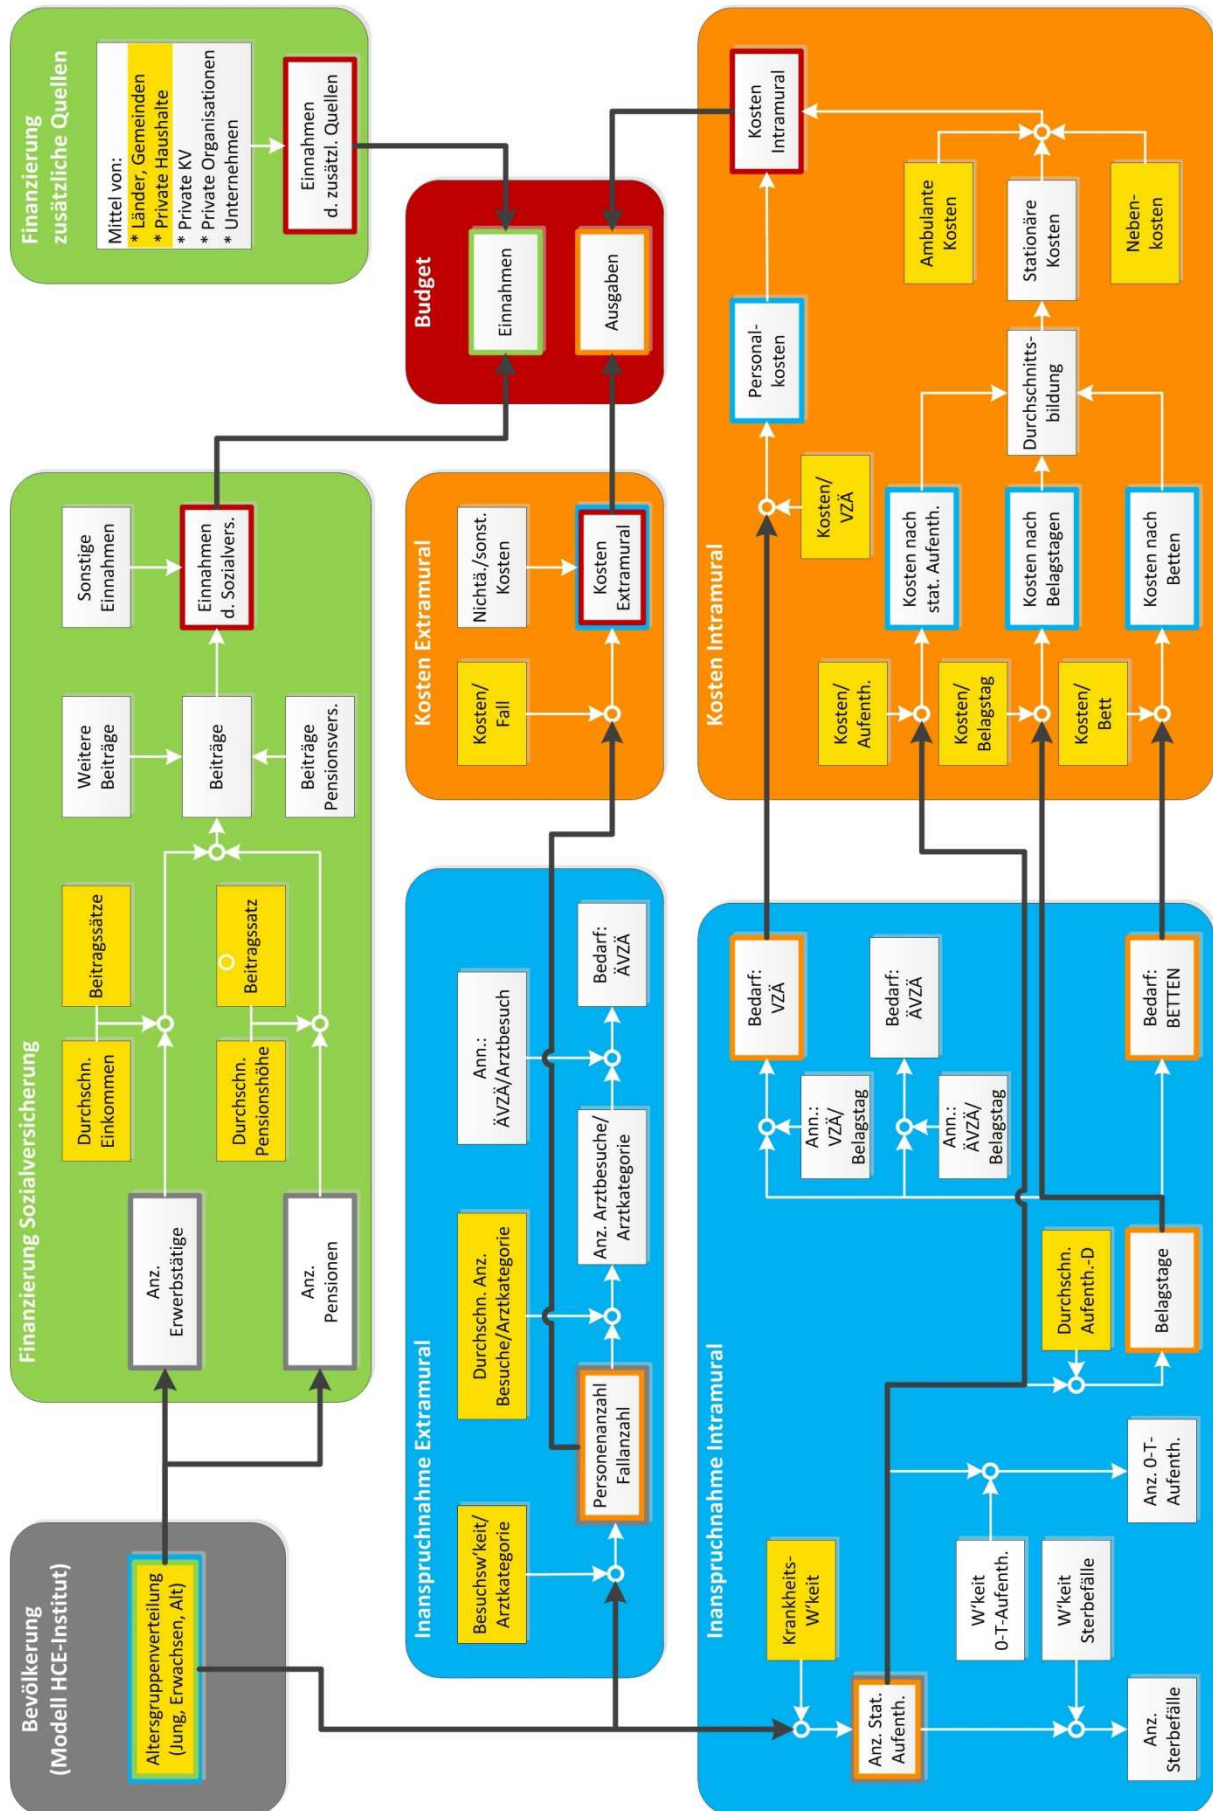 Bevölkerung
(Modell HCE-Institut)
Altersgruppenverteilung
(Jung, Erwachsen, Alt)
Finanzierung Sozialversicherung
Anz.
Erwerbstätige
Anz.
Pensionen
Durchschn.
Einkommen
Beitragssätze
Durchschn.
Pensionshöhe
Beitragssatz
Weitere
Beiträge
Beiträge
Beiträge
Pensionsvers.
Sonstige
Einnahmen
Einnahmen
d. Sozialvers.
Finanzierung
zusätzliche Quellen
Mittel von:
* Länder, Gemeinden
* Private Haushalte
* Private KV
* Private Organisationen
* Unternehmen
Einnahmen
d. zusätzl. Quellen
Inanspruchnahme Extramural
Besuchsw'keit/
Arztkategorie
Personenanzahl
Fallanzahl
Durchschn. Anz.
Besuche/Arztkategorie
Anz. Arztbesuche/
Arztkategorie
Ann.:
ÄVZÄ/Arztbesuch
Bedarf:
ÄVZÄ
Kosten Extramural
Kosten/
Fall
Nichtä./sonst.
Kosten
Kosten
Extramural
Budget
Einnahmen
Ausgaben
Inanspruchnahme Intramural
Krankheits-
W'keit
Anz. Stat.
Aufenth.
W'keit
0-T-Aufenth.
W'keit
Sterbefälle
Anz.
Sterbefälle
Anz. 0-T-
Aufenth.
Durchschn.
Aufenth.-D
Belagstage
Ann.:
VZÄ/
Belagstag
Ann.:
ÄVZÄ/
Belagstag
Bedarf:
VZÄ
Bedarf:
ÄVZÄ
Bedarf:
BETTEN
Kosten Intramural
Kosten/
VZÄ
Personal-
kosten
Kosten
Intramural
Kosten/
Aufenth.
Kosten nach
stat. Aufenth.
Kosten/
Belagstag
Kosten nach
Belagstagen
Kosten/
Bett
Kosten nach
Betten
Durchschnitts-
bildung
Ambulante
Kosten
Stationäre
Kosten
Neben-
kosten